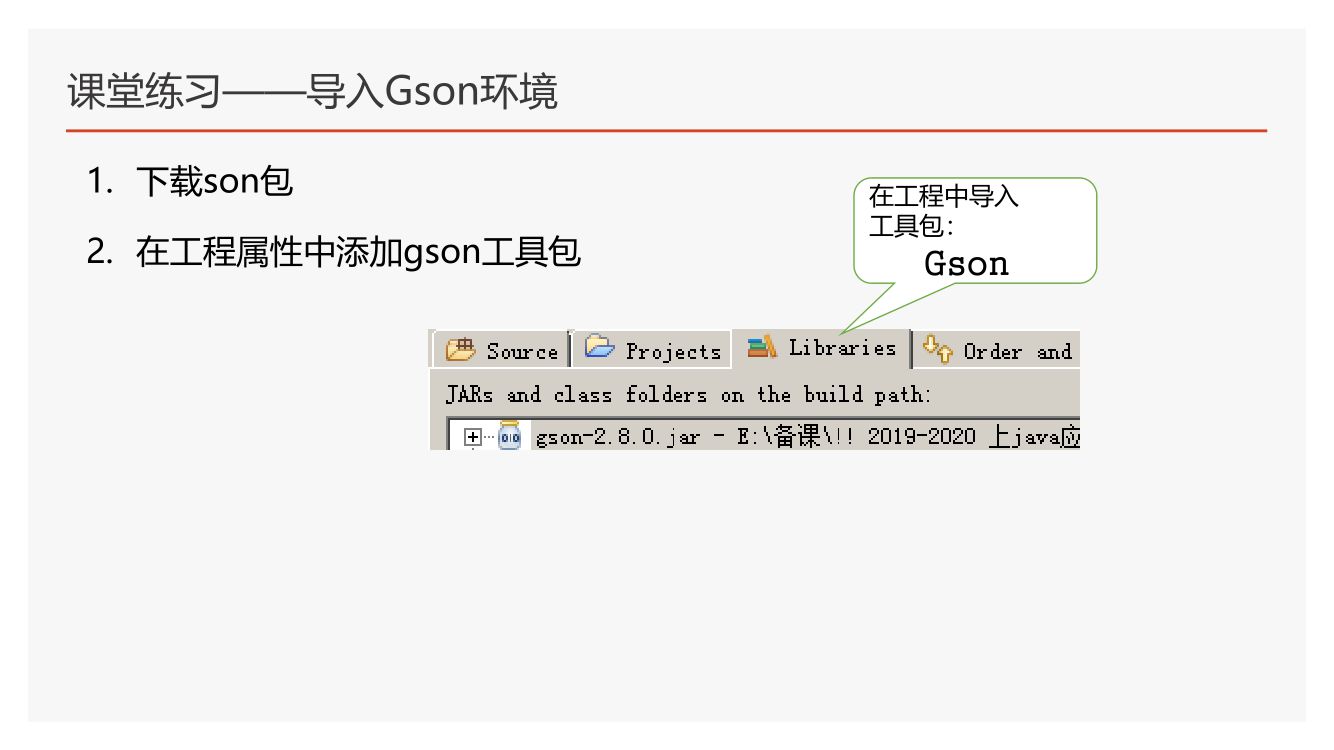 课堂练习——导入Gson环境
1. 下载son包
2. 在工程属性中添加gson工具包
在工程中导入
工具包：
Gson
Source Projects Libraries Order and
JARs and class folders on the build path:
gson-2.8.0.jar - E:\备课\!! 2019-2020 上java应